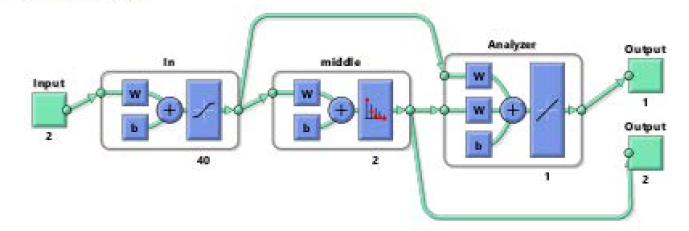 Input
2
In
W
b
+
40
middle
W
b
+
2
Analyzer
W
W
b
+
1
Output
1
Output
2